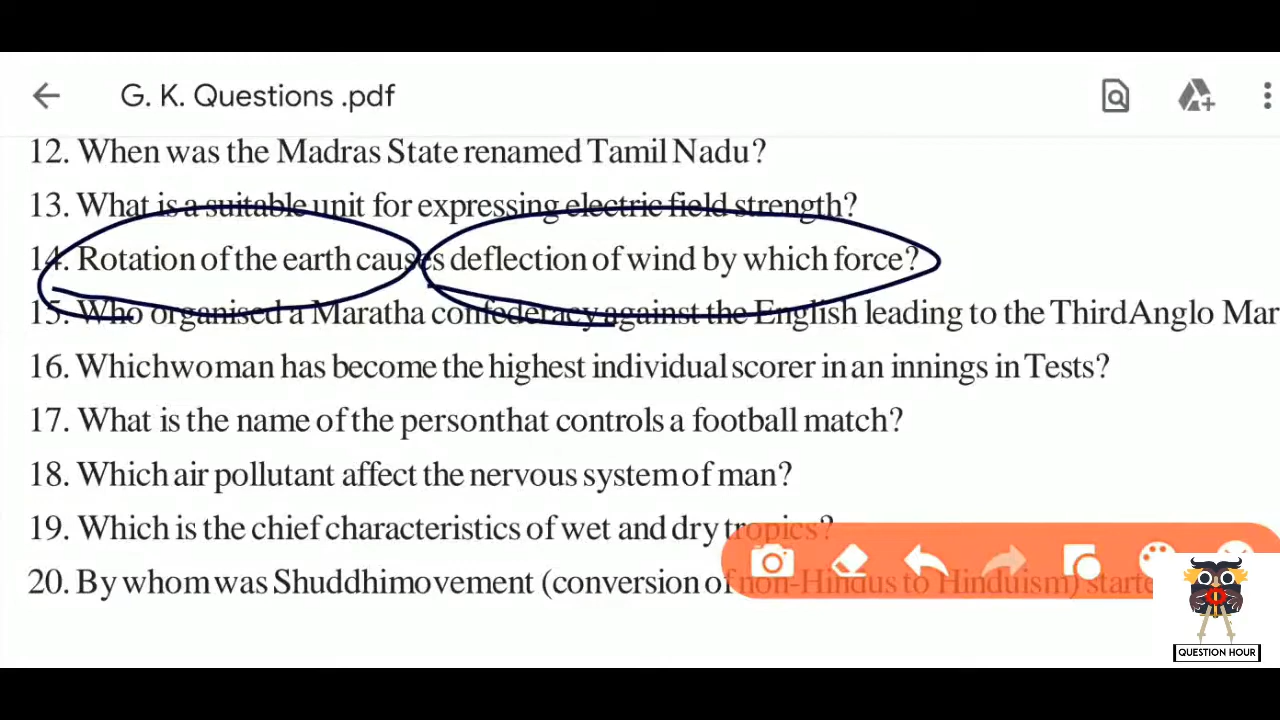 G. K. Questions .pdf
12. When was the Madras State renamed Tamil Nadu?
13. What is a suitable unit for expressing electric field strength?
14. Rotation of the earth causes deflection of wind by which force?
15. Who organised a Maratha confederacy against the English leading to the ThirdAnglo Mar
16. Whichwoman has become the highest individual scorer in an innings in Tests?
17. What is the name of the personthat controls a football match?
18. Which air pollutant affect the nervous system of man?
19. Which is the chief characteristics of wet and dry tropics?
20. By whom was Shuddhimovement (conversion of non-Hindus to Hinduism) starte
QUESTION HOUR